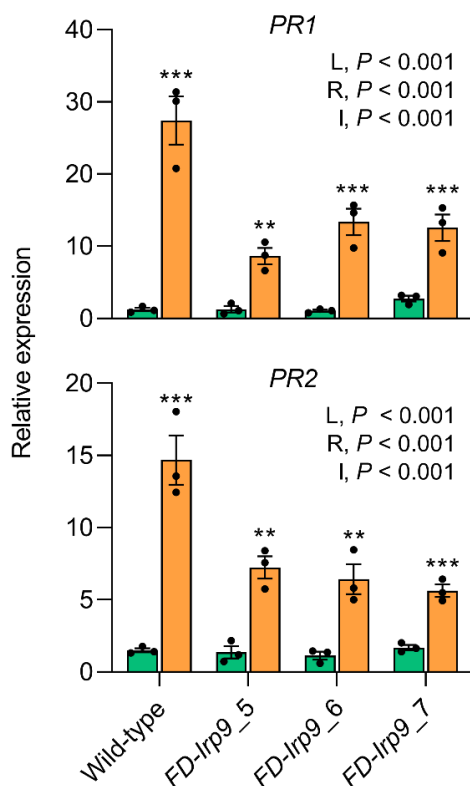 PR1
L, P < 0.001
R, P < 0.001
I, P < 0.001
40
30
20
10
0
***
**
***
***
Relative expression
PR2
L, P < 0.001
R, P < 0.001
I, P < 0.001
20
15
10
5
0
***
**
**
***
Wild-type
FD-lrp9_5
FD-lrp9_6
FD-lrp9_7